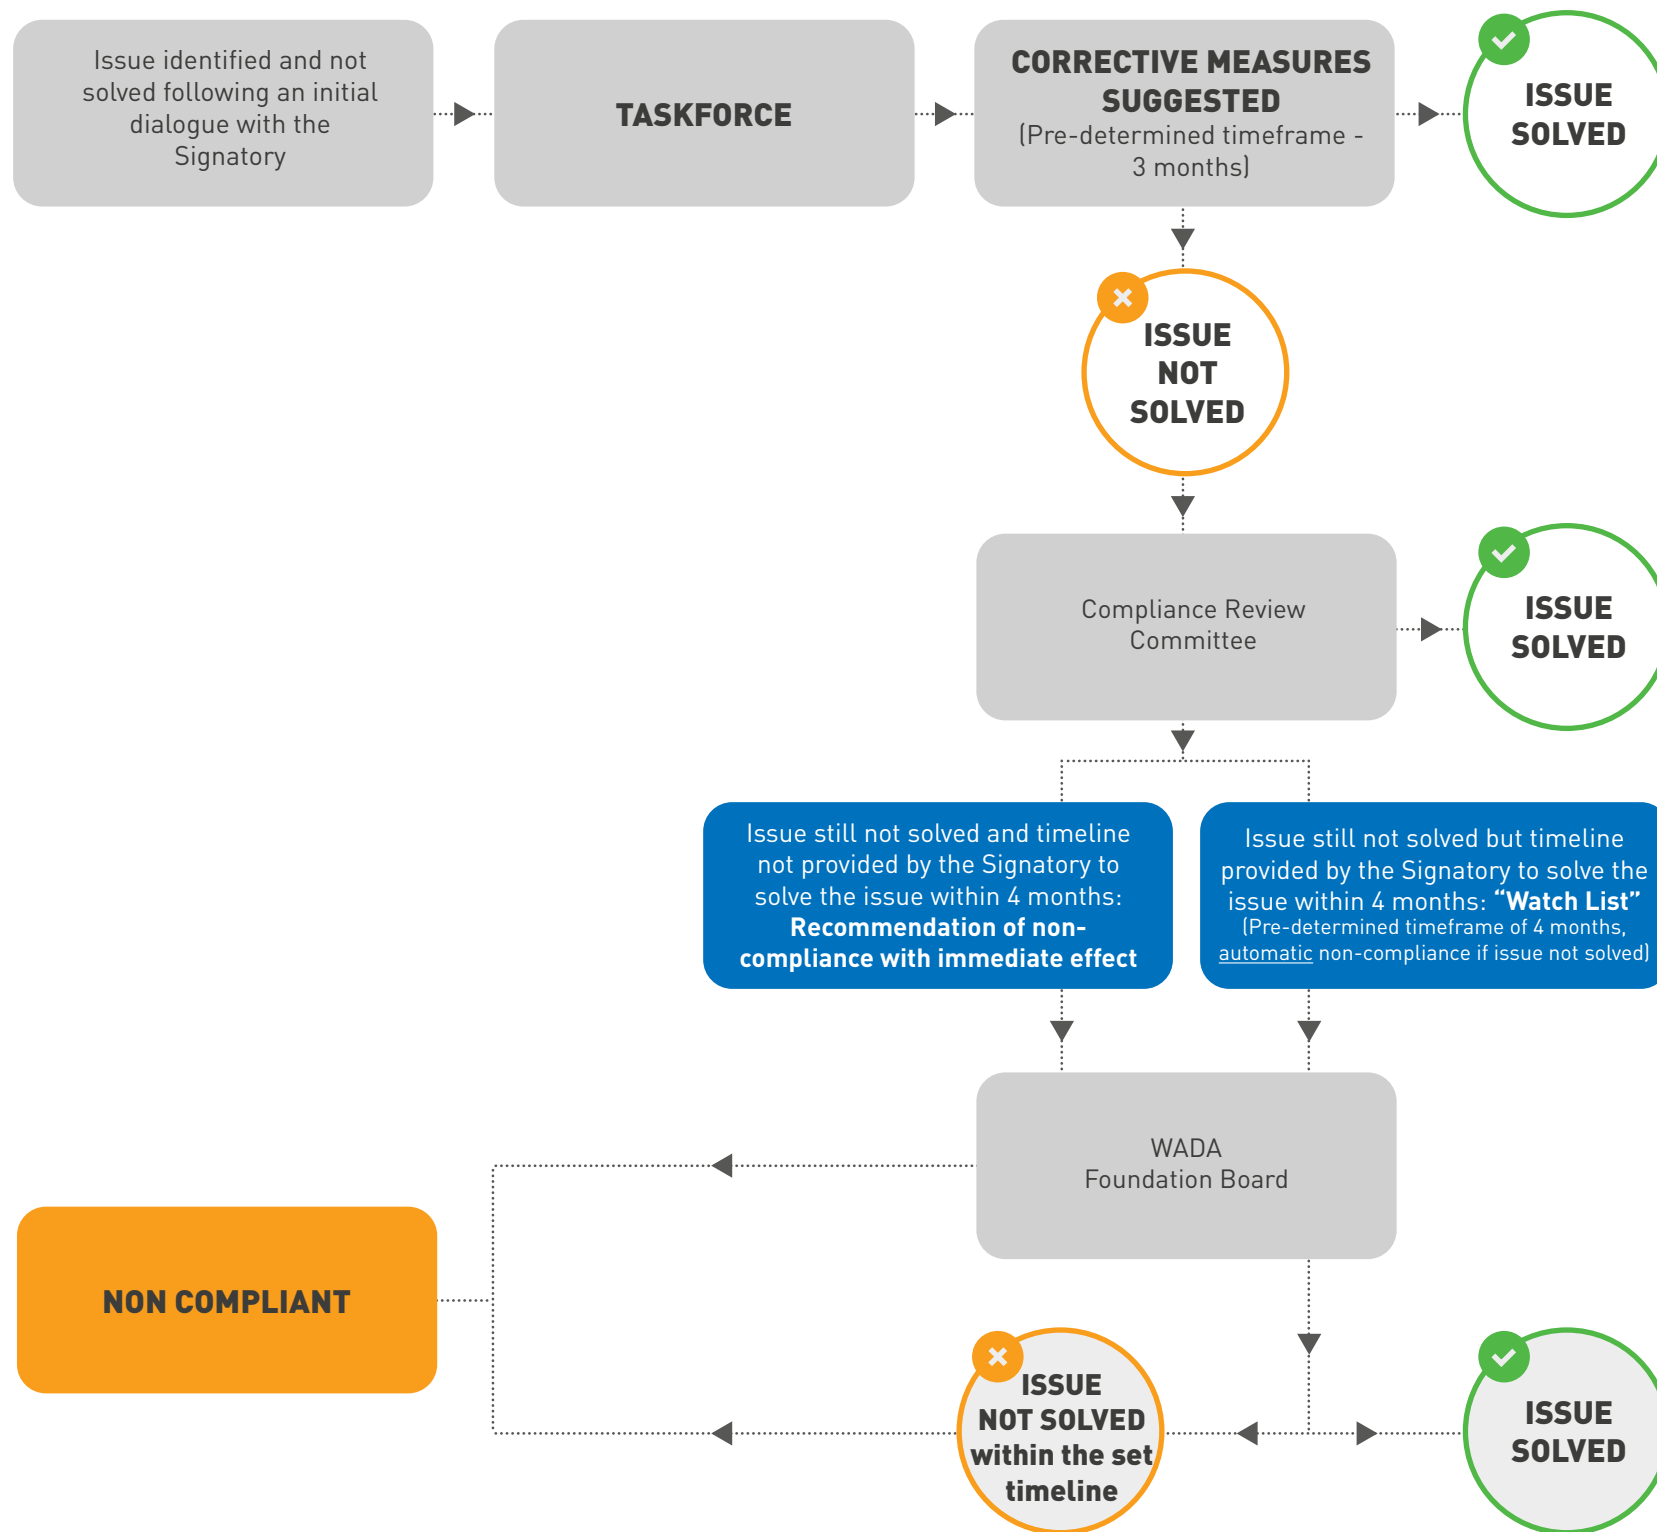 Issue identified and not
solved following an initial
dialogue with the
Signatory
TASKFORCE
CORRECTIVE MEASURES
SUGGESTED
(Pre-determined timeframe -
3 months)
ISSUE
SOLVED
ISSUE
NOT
SOLVED
Compliance Review
Committee
ISSUE
SOLVED
Issue still not solved and timeline
not provided by the Signatory to
solve the issue within 4 months:
Recommendation of non-
compliance with immediate effect
Issue still not solved but timeline
provided by the Signatory to solve the
issue within 4 months: “Watch List”
(Pre-determined timeframe of 4 months,
automatic non-compliance if issue not solved)
WADA
Foundation Board
NON COMPLIANT
ISSUE
NOT SOLVED
within the set
timeline
ISSUE
SOLVED